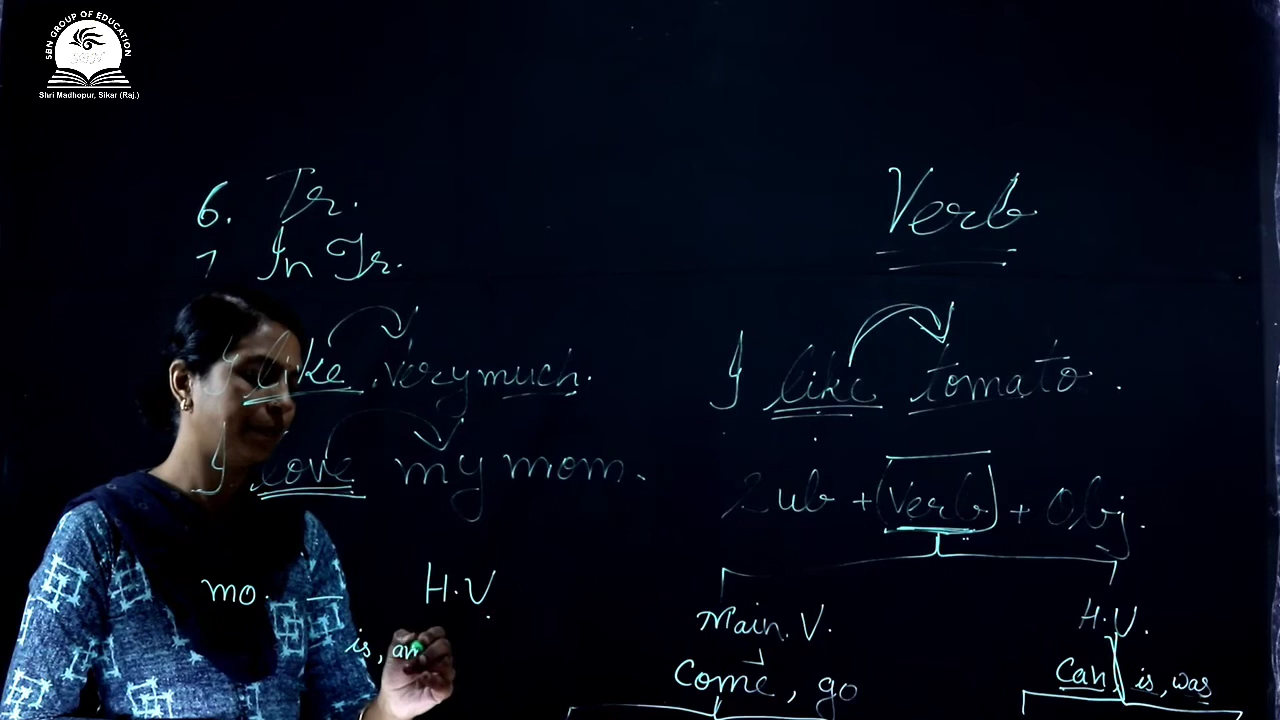 SBN GROUP OF EDUCATION
Shri Madhopur, Sikar (Raj.)
6. Tr.
7 In Tr.
I like very much.
I love my mom.
mo. H.V.
is, am
Verb
I like tomato.
Sub + (Verb) + Obj.
Main. V. H.V.
Come, go Can, is, was